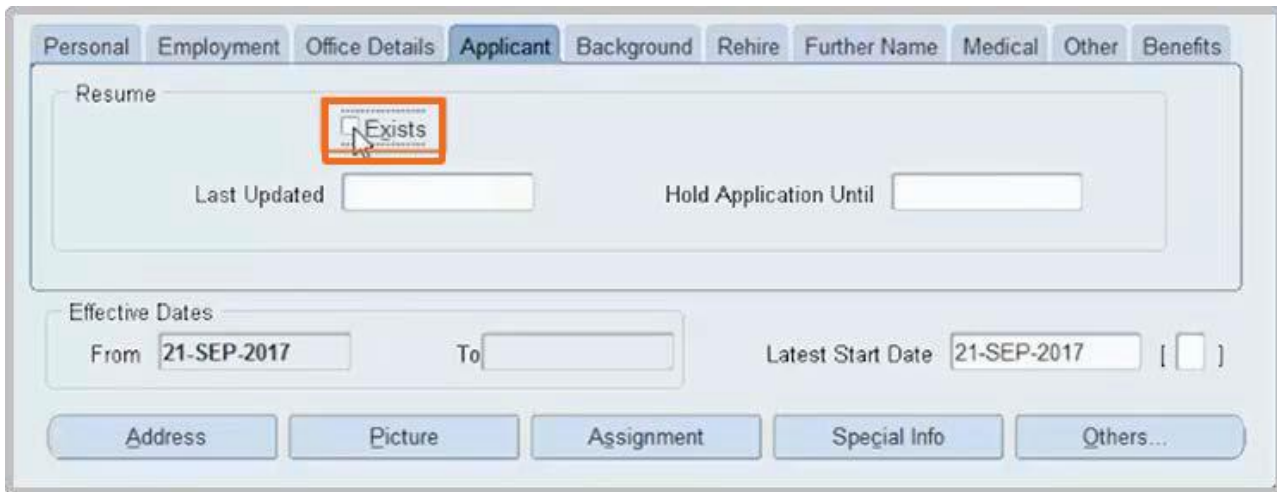 Personal Employment Office Details Applicant Background Rehire Further Name Medical Other Benefits
Resume
Exists
Last Updated Hold Application Until
Effective Dates
From 21-SEP-2017 To Latest Start Date 21-SEP-2017 [ ]
Address Picture Assignment Special Info Others...